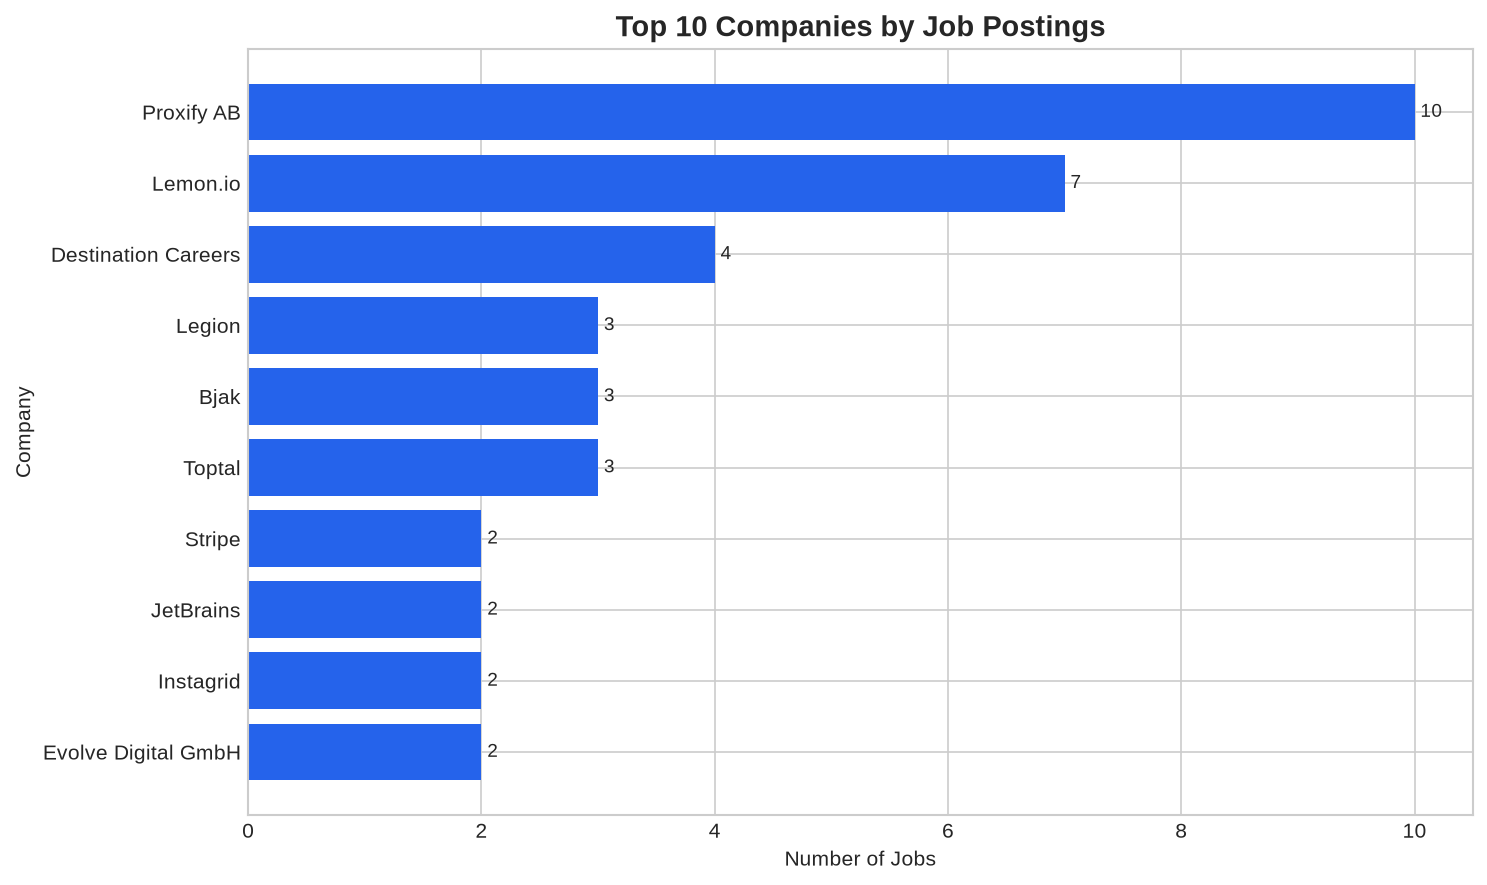 Top 10 Companies by Job Postings
Proxify AB 10
Lemon.io 7
Destination Careers 4
Legion 3
Bjak 3
Toptal 3
Stripe 2
JetBrains 2
Instagrid 2
Evolve Digital GmbH 2
Company
0 2 4 6 8 10
Number of Jobs